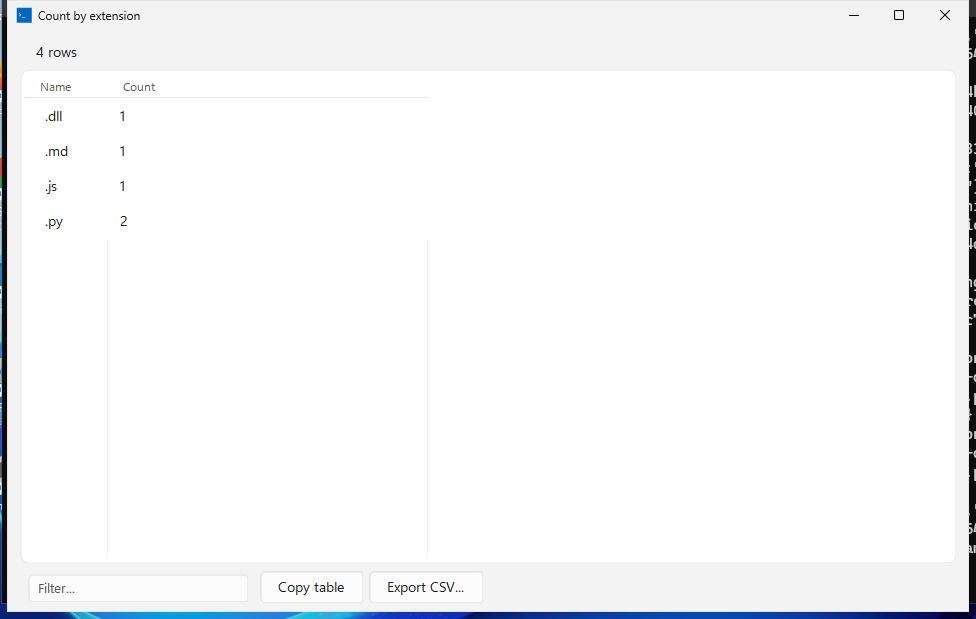 Count by extension
4 rows
Name Count
.dll 1
.md 1
.js 1
.py 2
Filter... Copy table Export CSV...